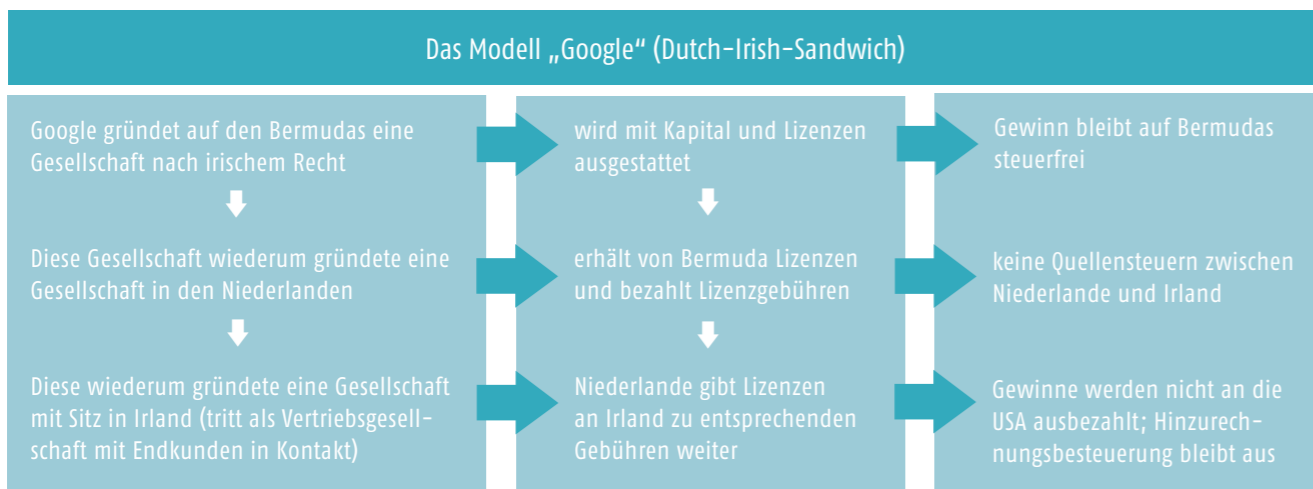 Das Modell „Google“ (Dutch-Irish-Sandwich)
Google gründet auf den Bermudas eine
Gesellschaft nach irischem Recht
wird mit Kapital und Lizenzen
ausgestattet
Gewinn bleibt auf Bermudas
steuerfrei
Diese Gesellschaft wiederum gründete eine
Gesellschaft in den Niederlanden
erhält von Bermuda Lizenzen
und bezahlt Lizenzgebühren
keine Quellensteuern zwischen
Niederlande und Irland
Diese wiederum gründete eine Gesellschaft
mit Sitz in Irland (tritt als Vertriebsgesell-
schaft mit Endkunden in Kontakt)
Niederlande gibt Lizenzen
an Irland zu entsprechenden
Gebühren weiter
Gewinne werden nicht an die
USA ausbezahlt; Hinzurech-
nungsbesteuerung bleibt aus